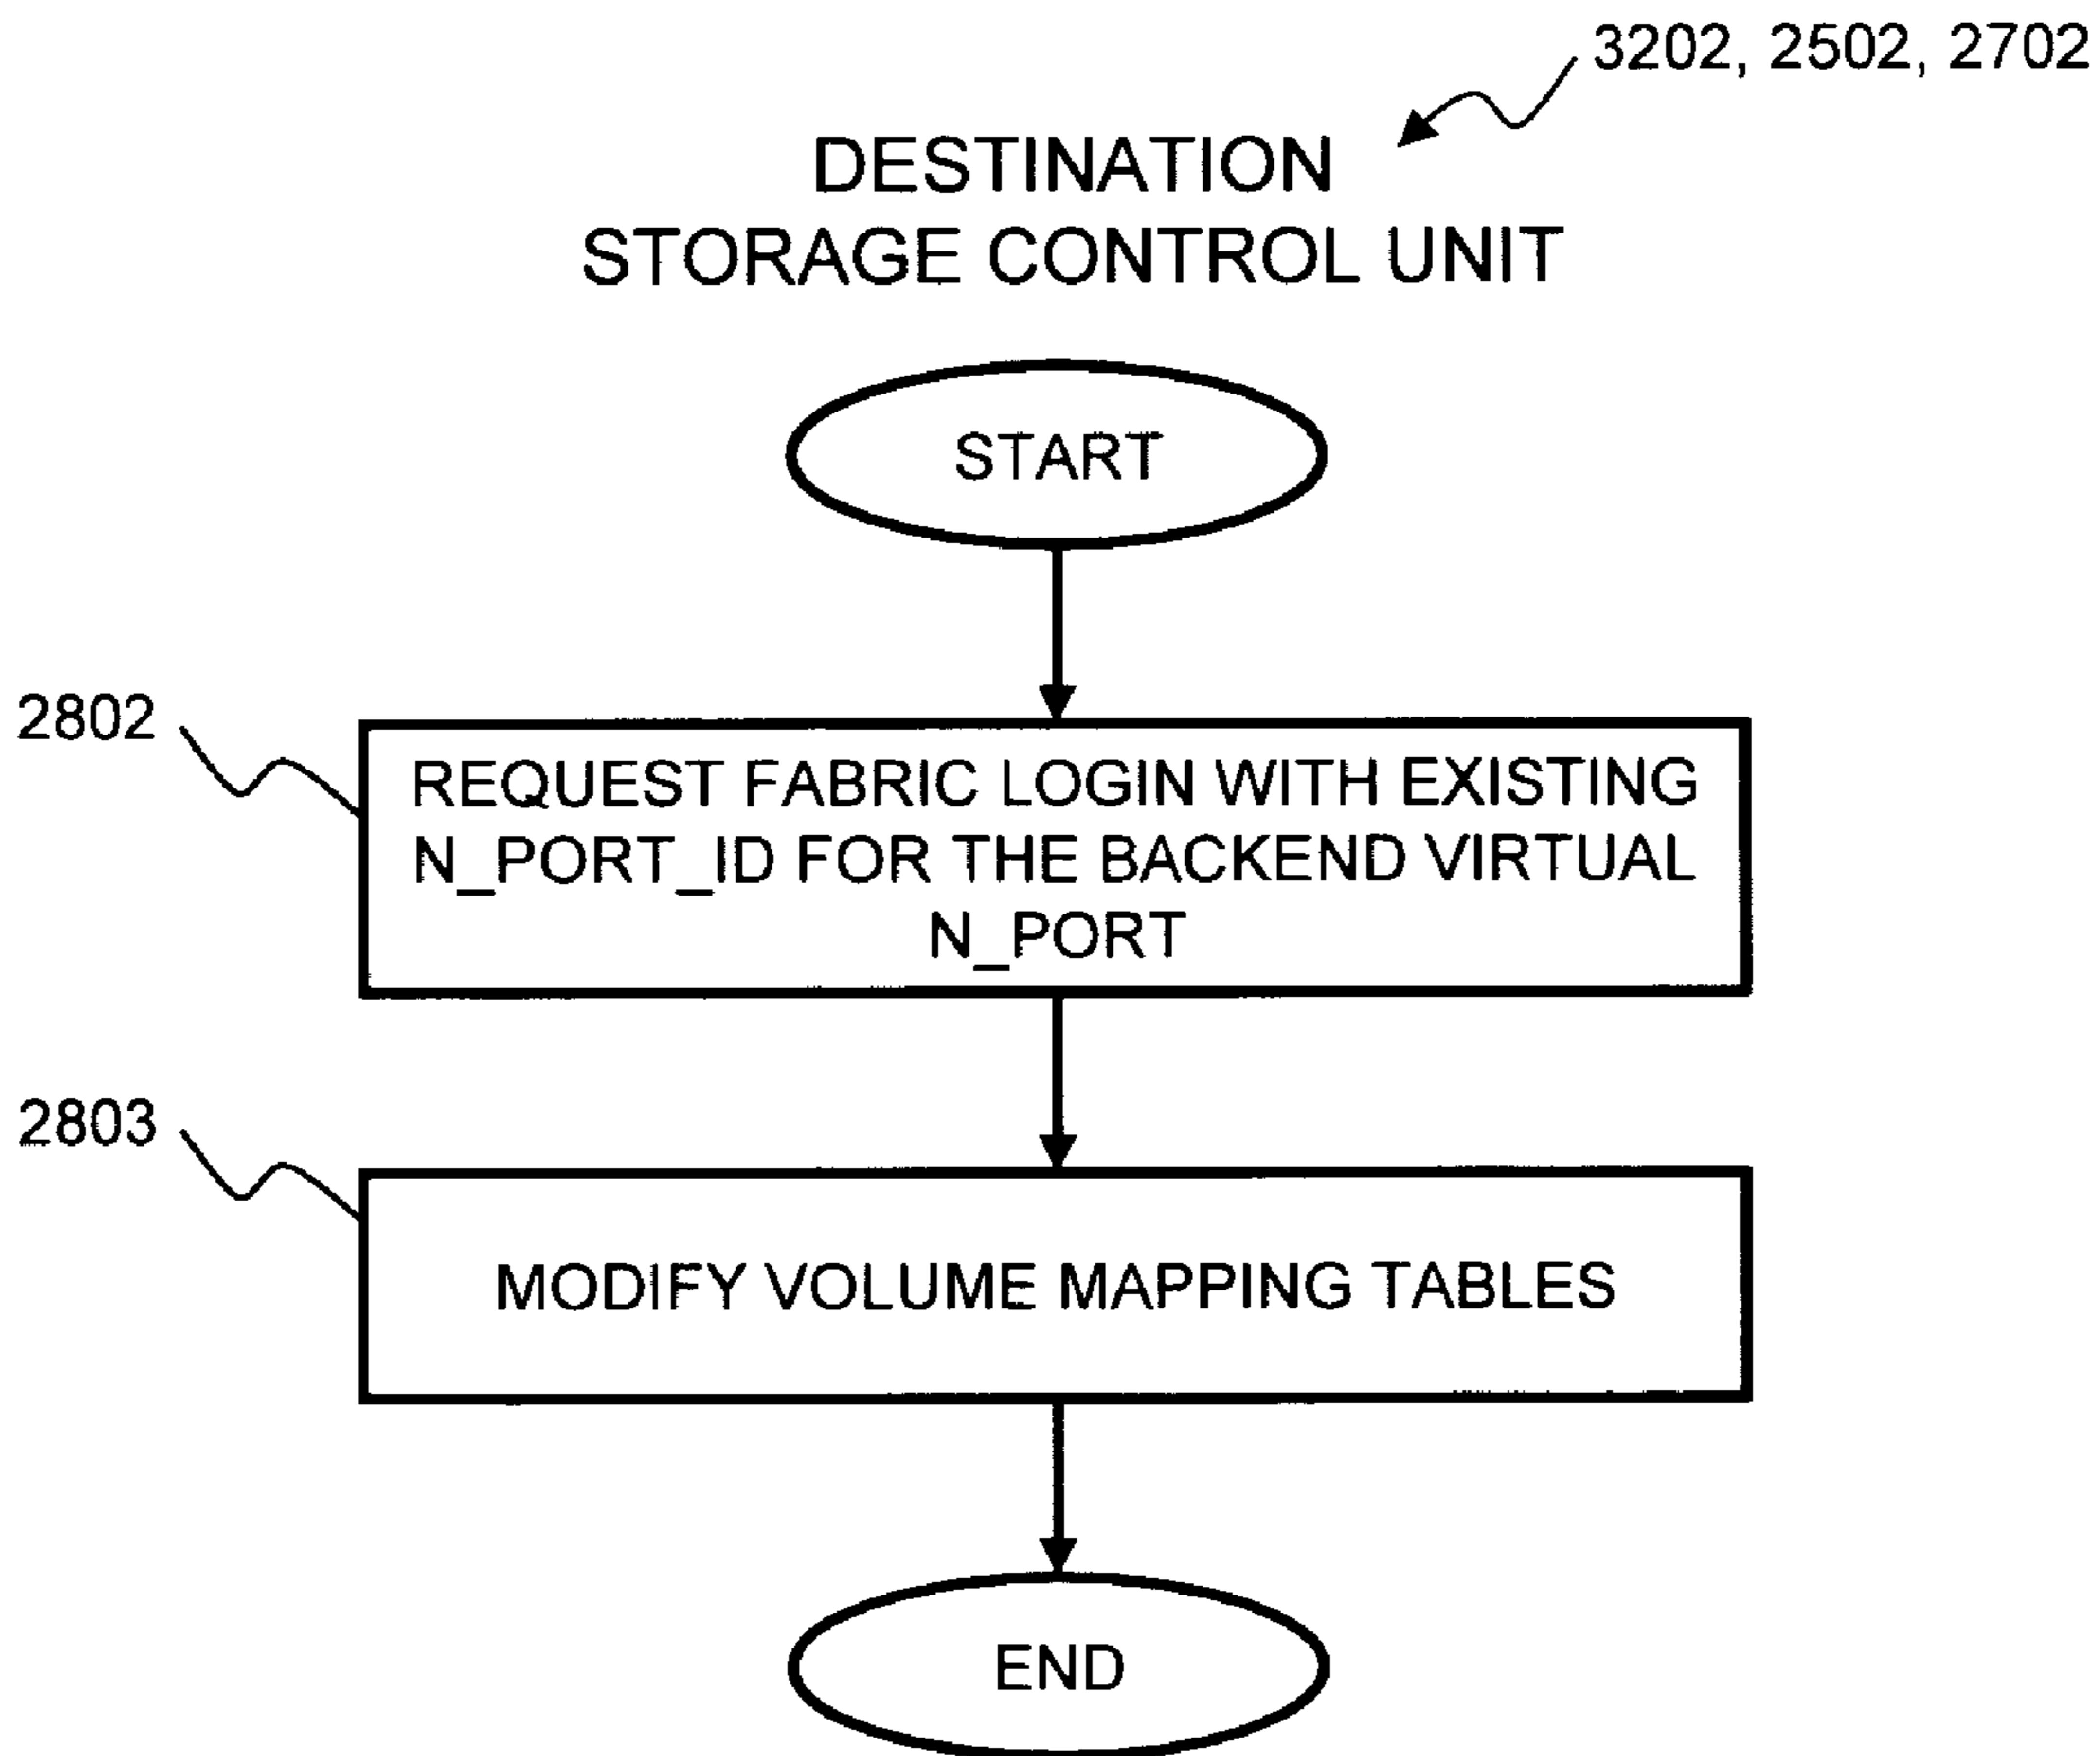 3202, 2502, 2702
DESTINATION
STORAGE CONTROL UNIT
START
2802
REQUEST FABRIC LOGIN WITH EXISTING
N_PORT_ID FOR THE BACKEND VIRTUAL
N_PORT
2803
MODIFY VOLUME MAPPING TABLES
END